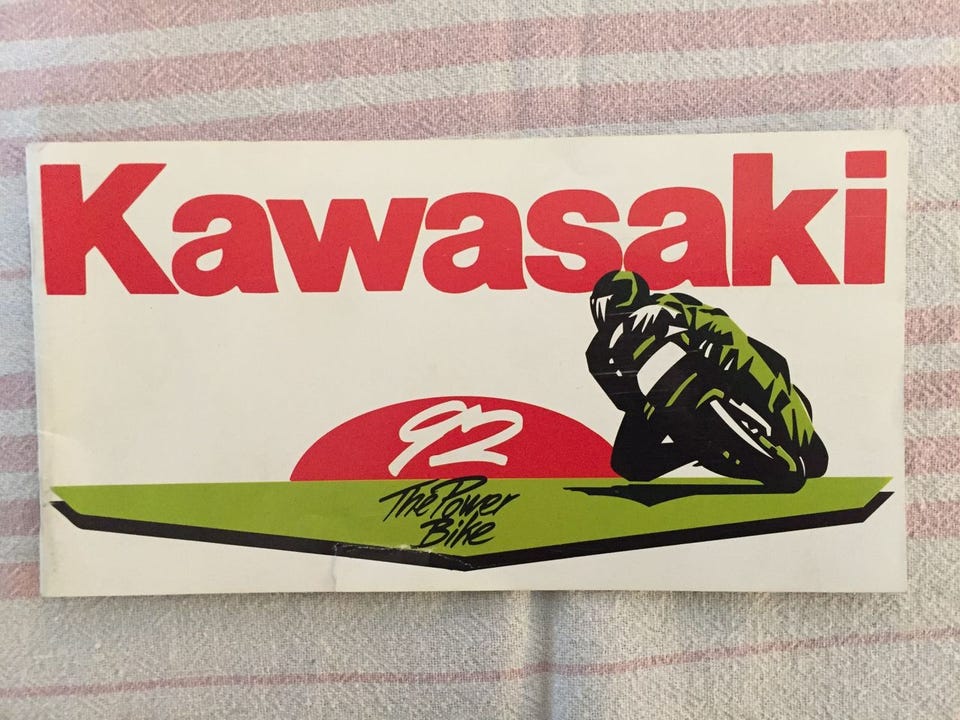 Kawasaki
92
The Power
Bike